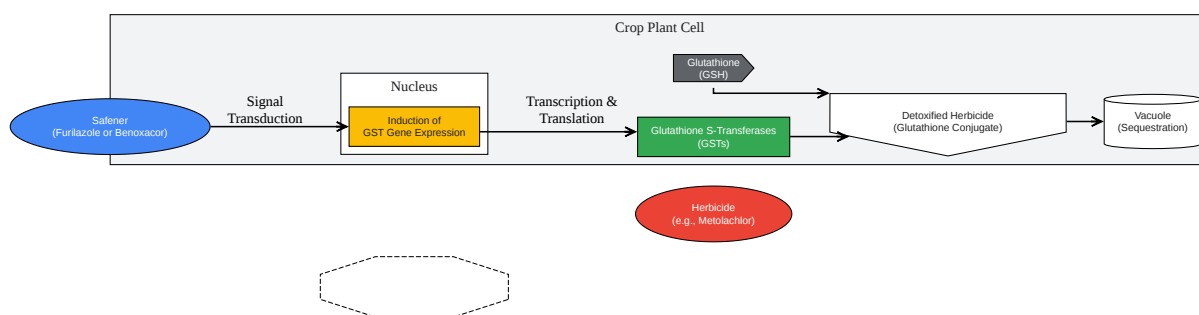 Crop Plant Cell
Safener
(Furilazole or Benoxacor)
Signal
Transduction
Nucleus
Induction of
GST Gene Expression
Transcription &
Translation
Glutathione
(GSH)
Glutathione S-Transferases
(GSTs)
Detoxified Herbicide
(Glutathione Conjugate)
Vacuole
(Sequestration)
Herbicide
(e.g., Metolachlor)